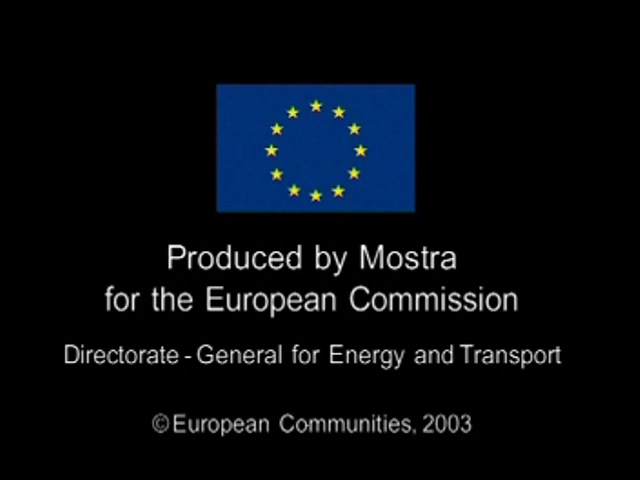 Produced by Mostra
for the European Commission
Directorate - General for Energy and Transport
© European Communities, 2003